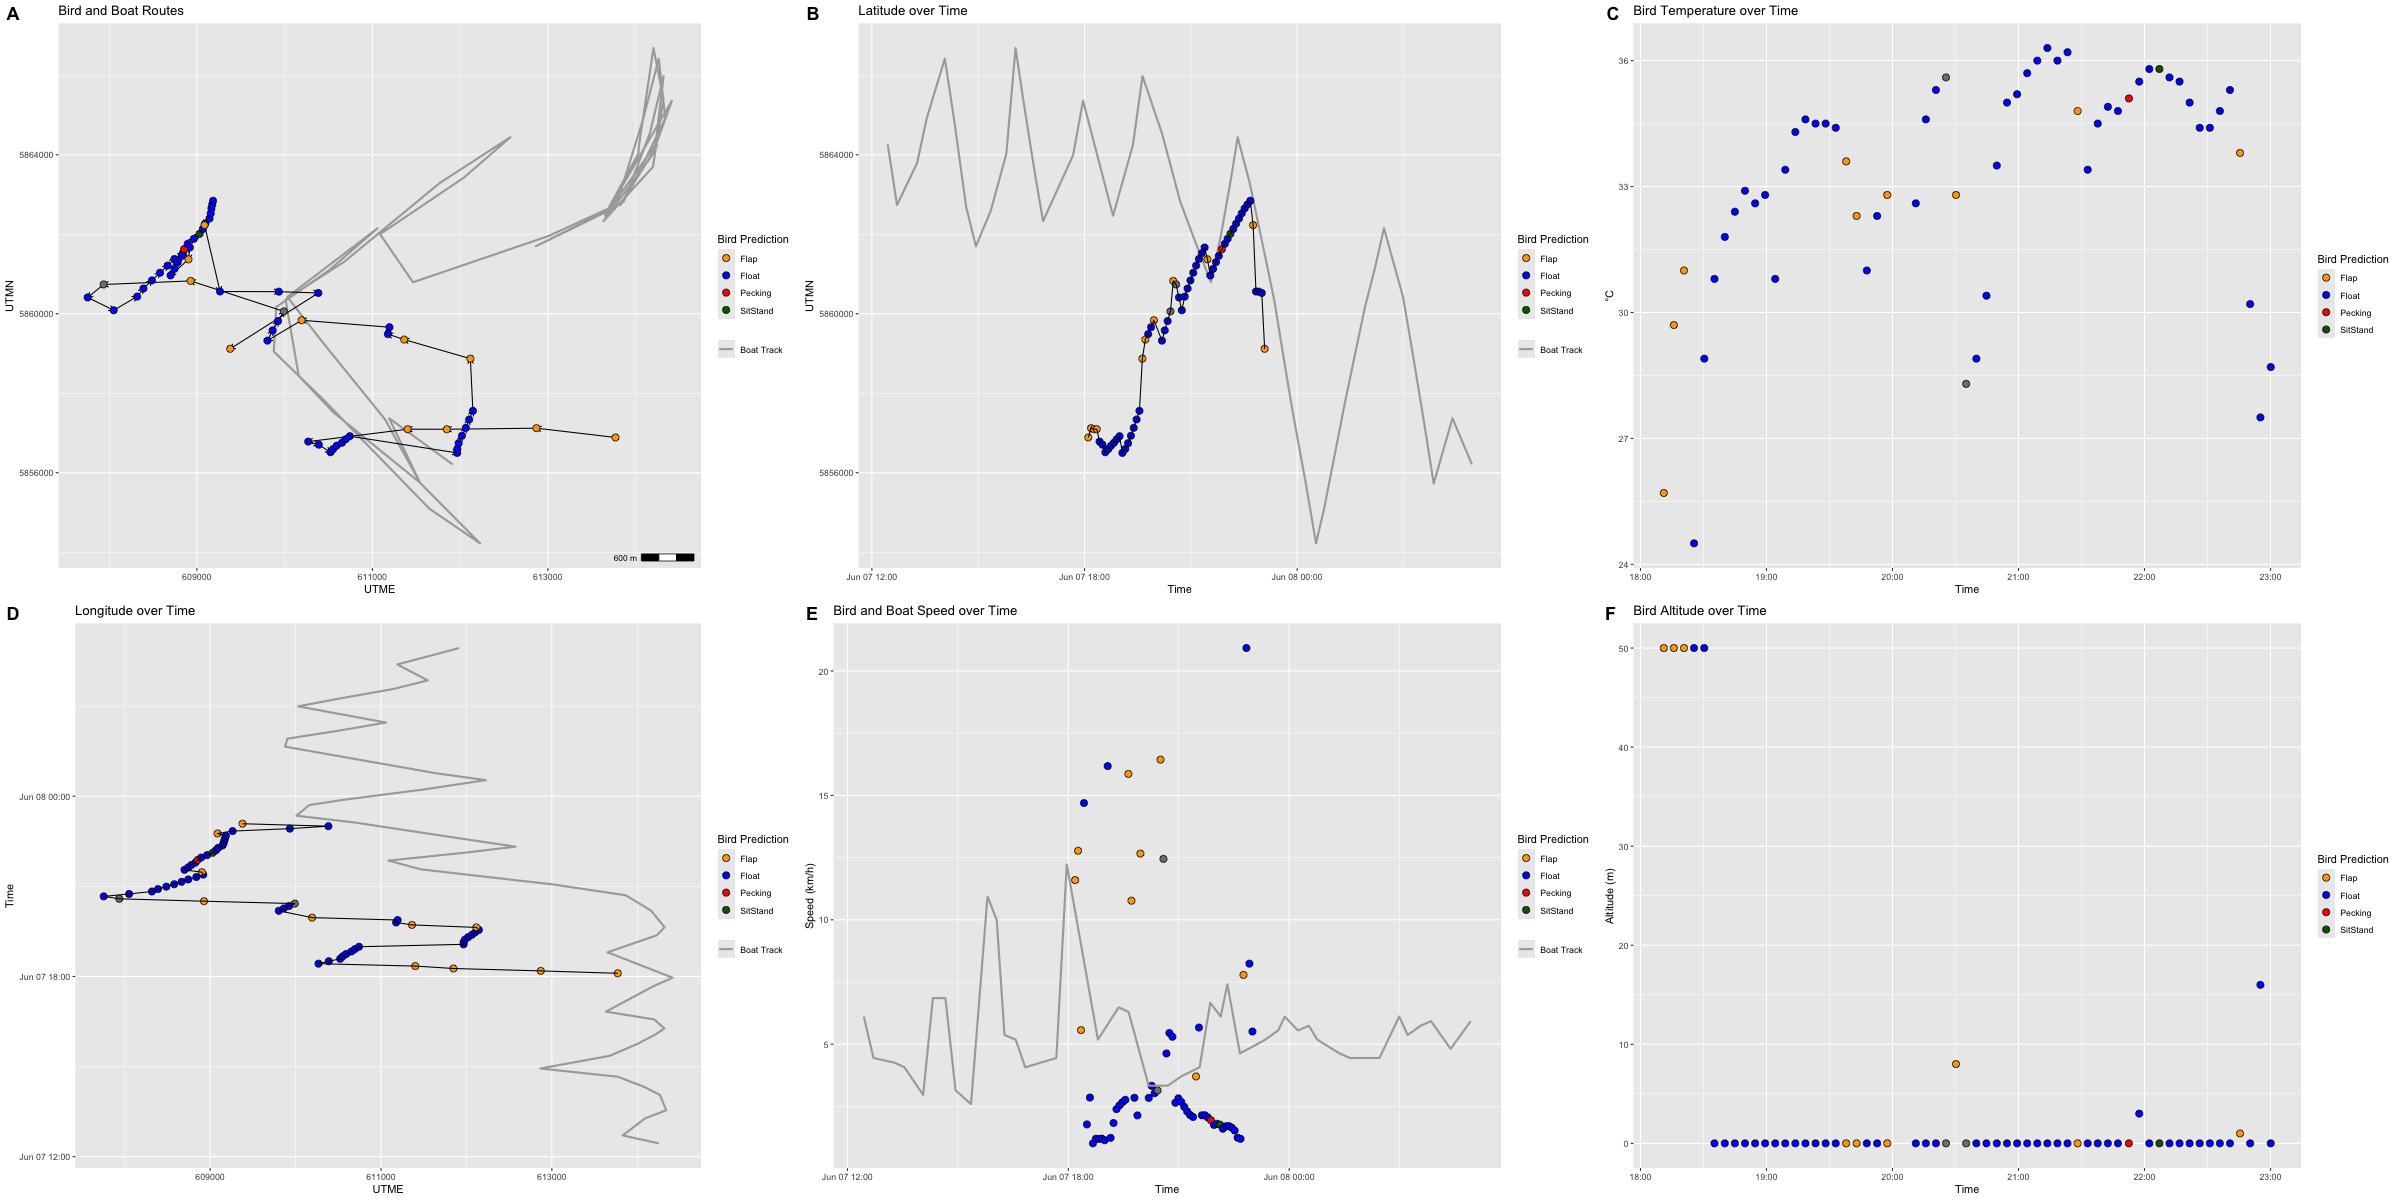 A Bird and Boat Routes
UTMN
5864000
5860000
5856000
609000 611000 613000
UTME
600 m
Bird Prediction
Flap
Float
Pecking
SitStand
Boat Track
B Latitude over Time
UTMN
5864000
5860000
5856000
Jun 07 12:00 Jun 07 18:00 Jun 08 00:00
Time
Bird Prediction
Flap
Float
Pecking
SitStand
Boat Track
C Bird Temperature over Time
°C
36
33
30
27
24
18:00 19:00 20:00 21:00 22:00 23:00
Time
Bird Prediction
Flap
Float
Pecking
SitStand
D Longitude over Time
Time
Jun 08 00:00
Jun 07 18:00
Jun 07 12:00
609000 611000 613000
UTME
Bird Prediction
Flap
Float
Pecking
SitStand
Boat Track
E Bird and Boat Speed over Time
Speed (km/h)
20
15
10
5
Jun 07 12:00 Jun 07 18:00 Jun 08 00:00
Time
Bird Prediction
Flap
Float
Pecking
SitStand
Boat Track
F Bird Altitude over Time
Altitude (m)
50
40
30
20
10
0
18:00 19:00 20:00 21:00 22:00 23:00
Time
Bird Prediction
Flap
Float
Pecking
SitStand